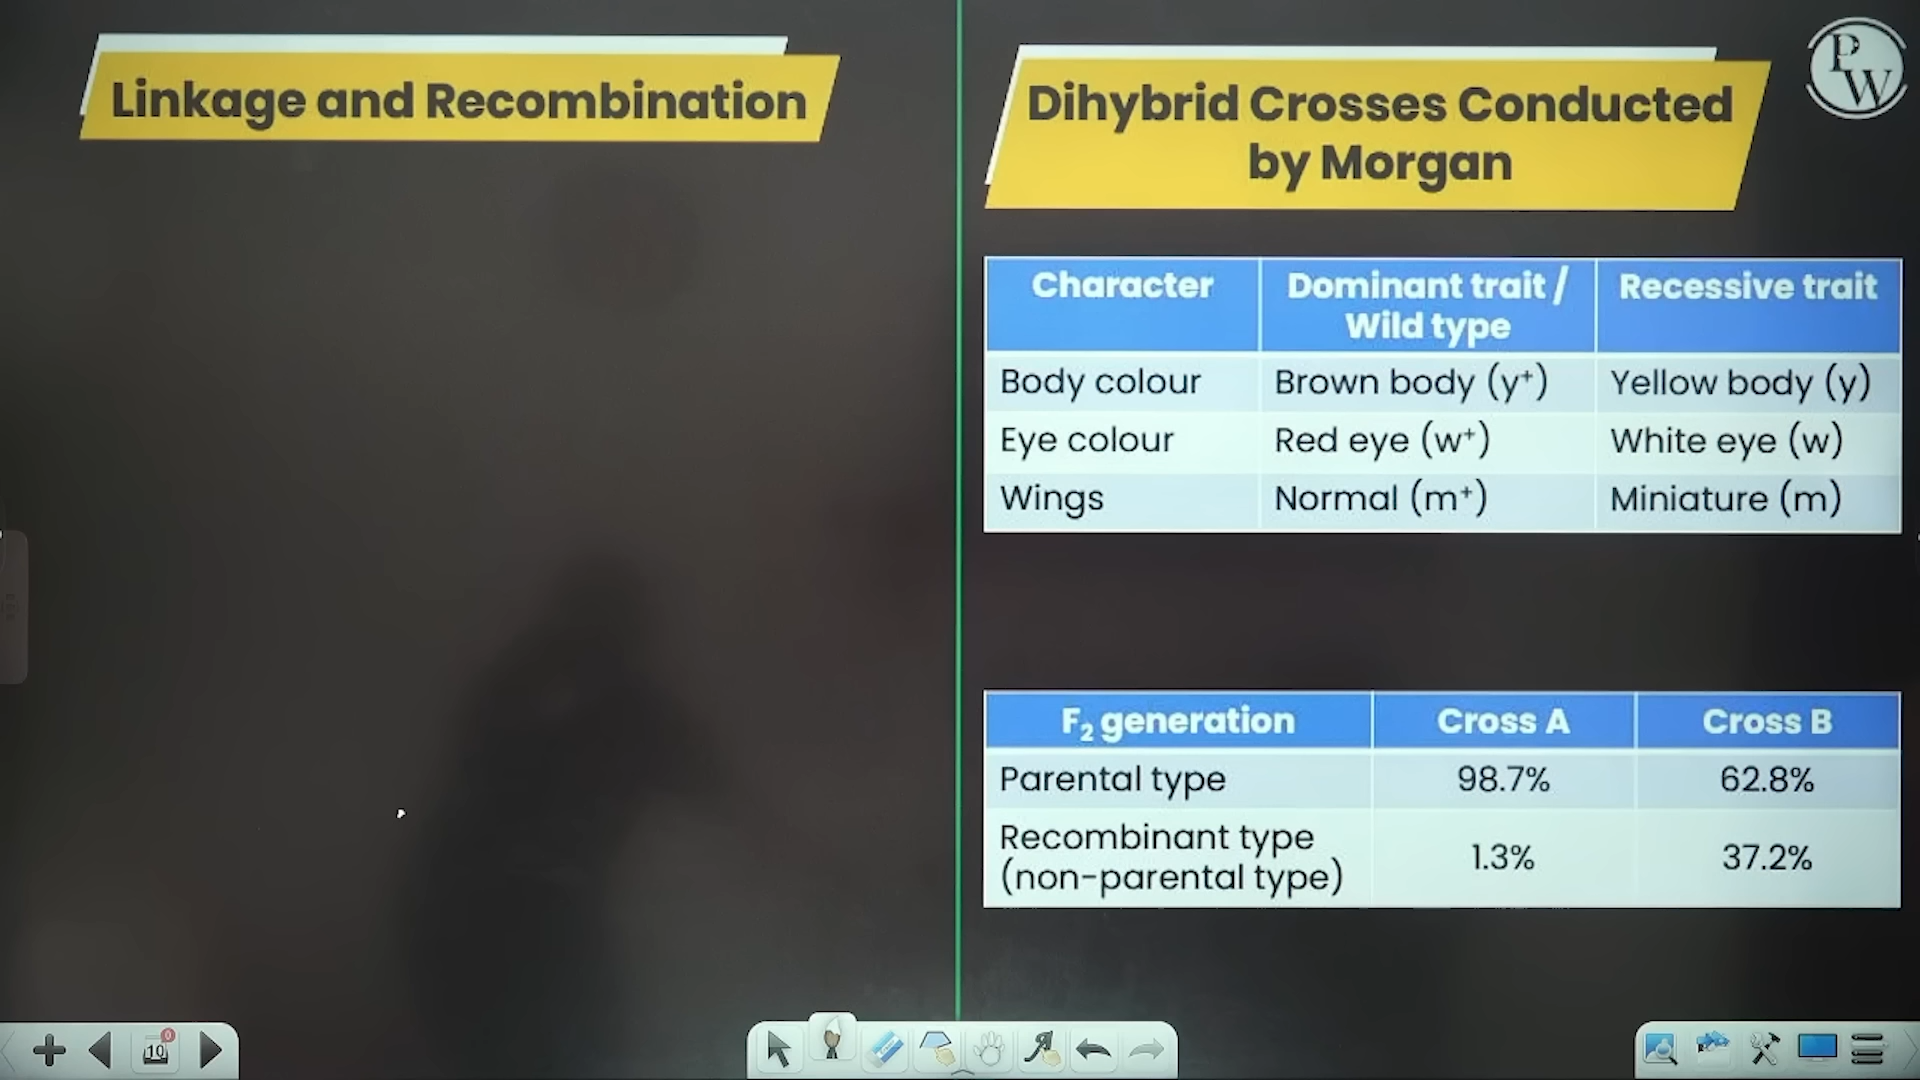 Linkage and Recombination
Dihybrid Crosses Conducted
by Morgan
PW
Character
Dominant trait /
Wild type
Recessive trait
Body colour
Brown body (y⁺)
Yellow body (y)
Eye colour
Red eye (w⁺)
White eye (w)
Wings
Normal (m⁺)
Miniature (m)
F₂ generation
Cross A
Cross B
Parental type
98.7%
62.8%
Recombinant type
(non-parental type)
1.3%
37.2%
10
0